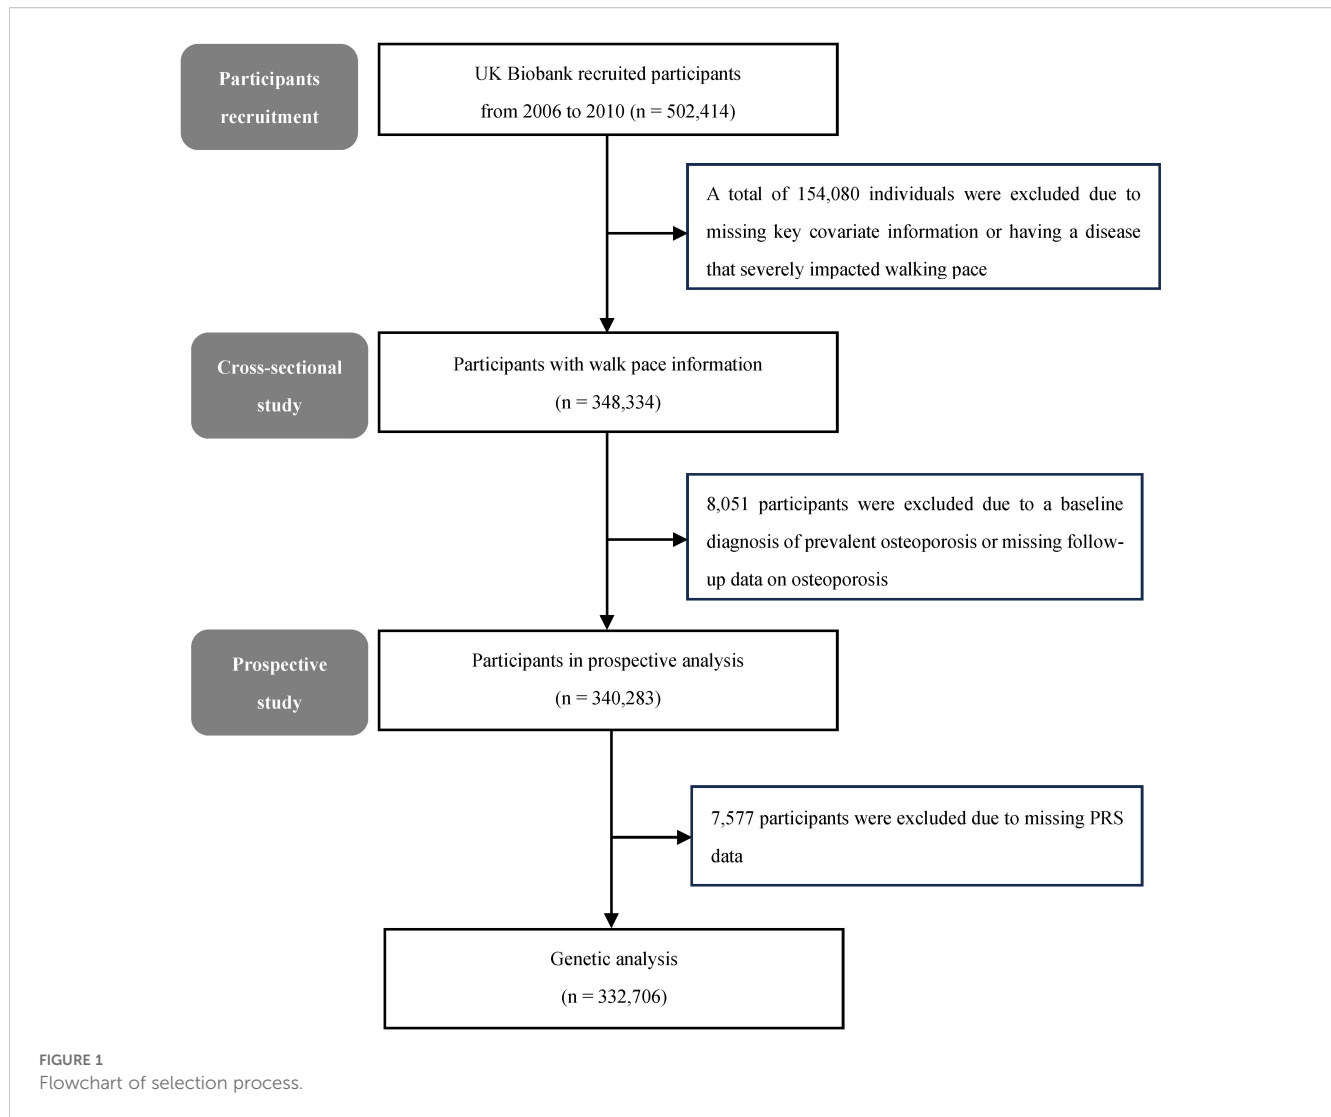 Participants
recruitment
UK Biobank recruited participants
from 2006 to 2010 (n = 502,414)
A total of 154,080 individuals were excluded due to
missing key covariate information or having a disease
that severely impacted walking pace
Cross-sectional
study
Participants with walk pace information
(n = 348,334)
8,051 participants were excluded due to a baseline
diagnosis of prevalent osteoporosis or missing follow-
up data on osteoporosis
Prospective
study
Participants in prospective analysis
(n = 340,283)
7,577 participants were excluded due to missing PRS
data
Genetic analysis
(n = 332,706)
FIGURE 1
Flowchart of selection process.